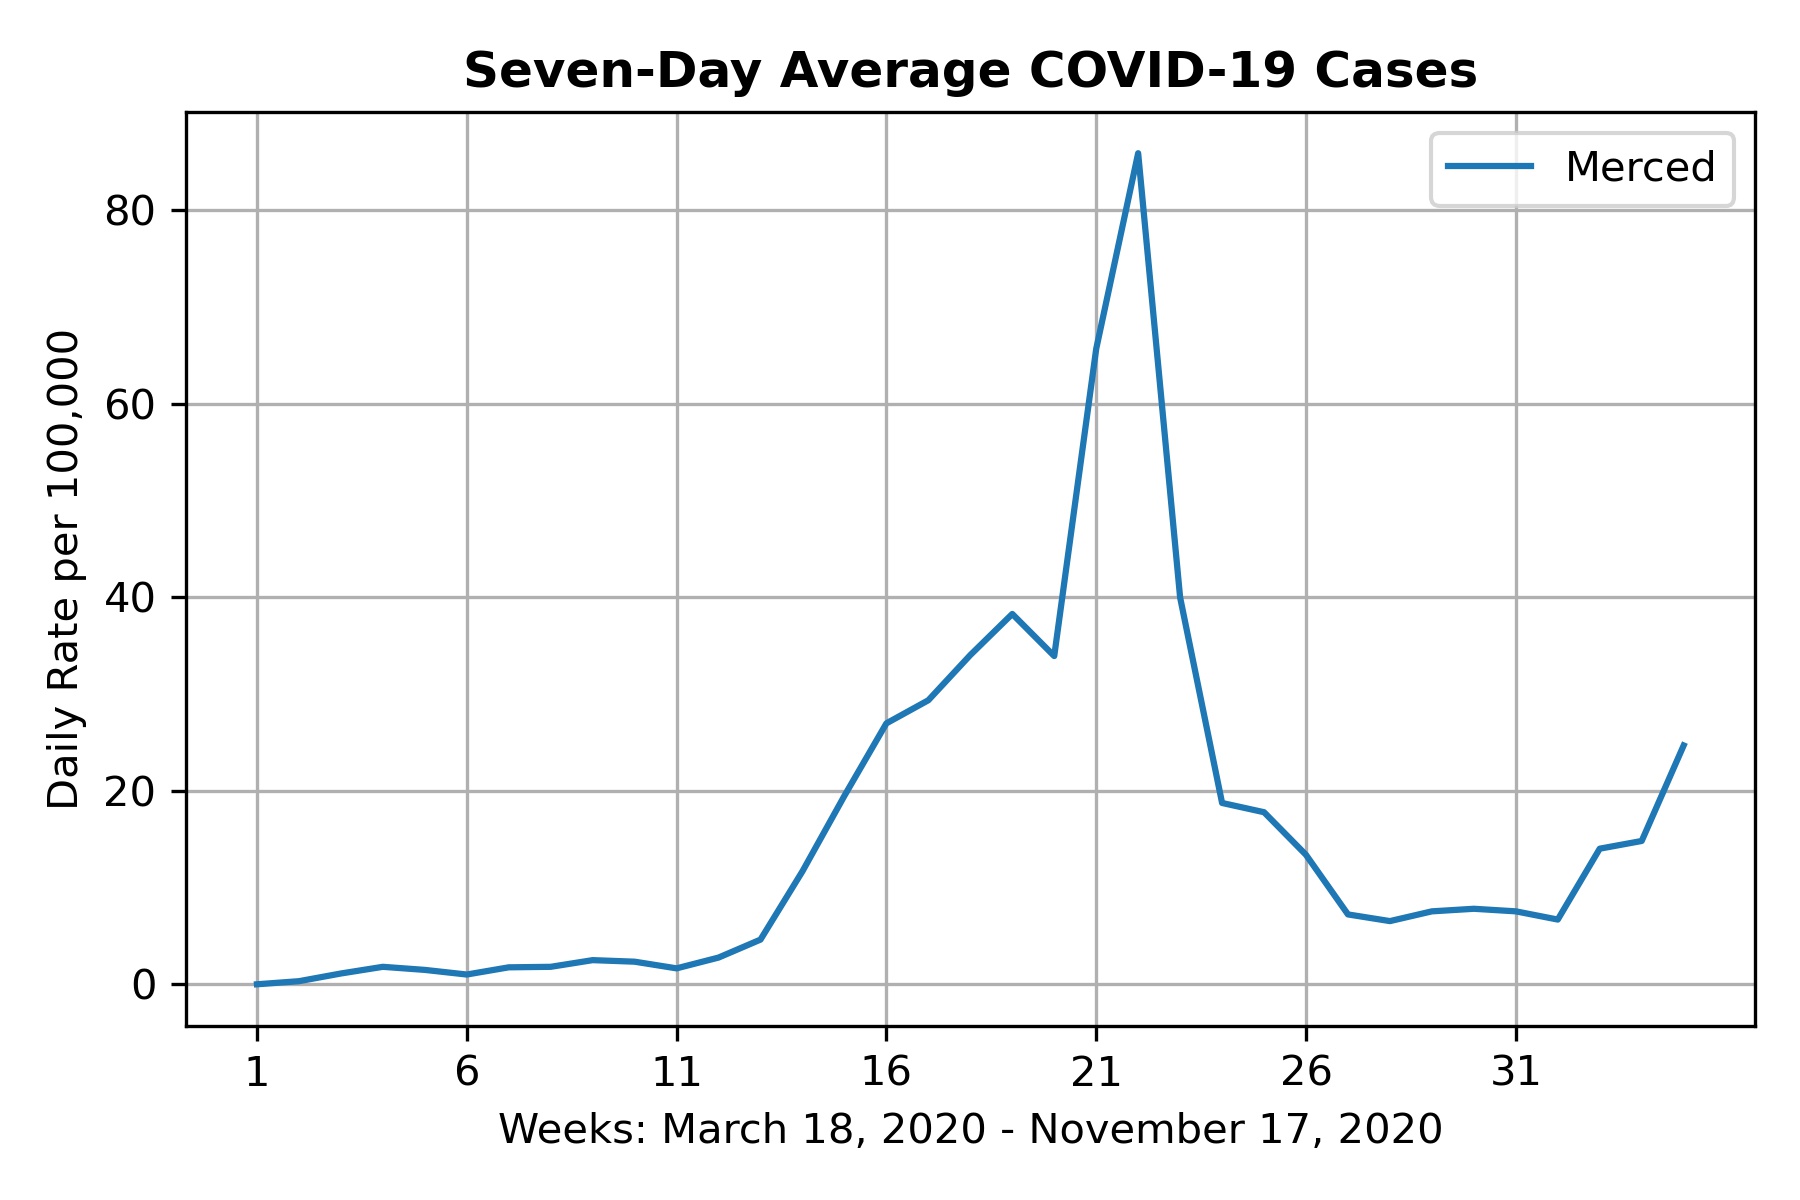 Seven-Day Average COVID-19 Cases
Merced
Daily Rate per 100,000
80
60
40
20
0
1 6 11 16 21 26 31
Weeks: March 18, 2020 - November 17, 2020